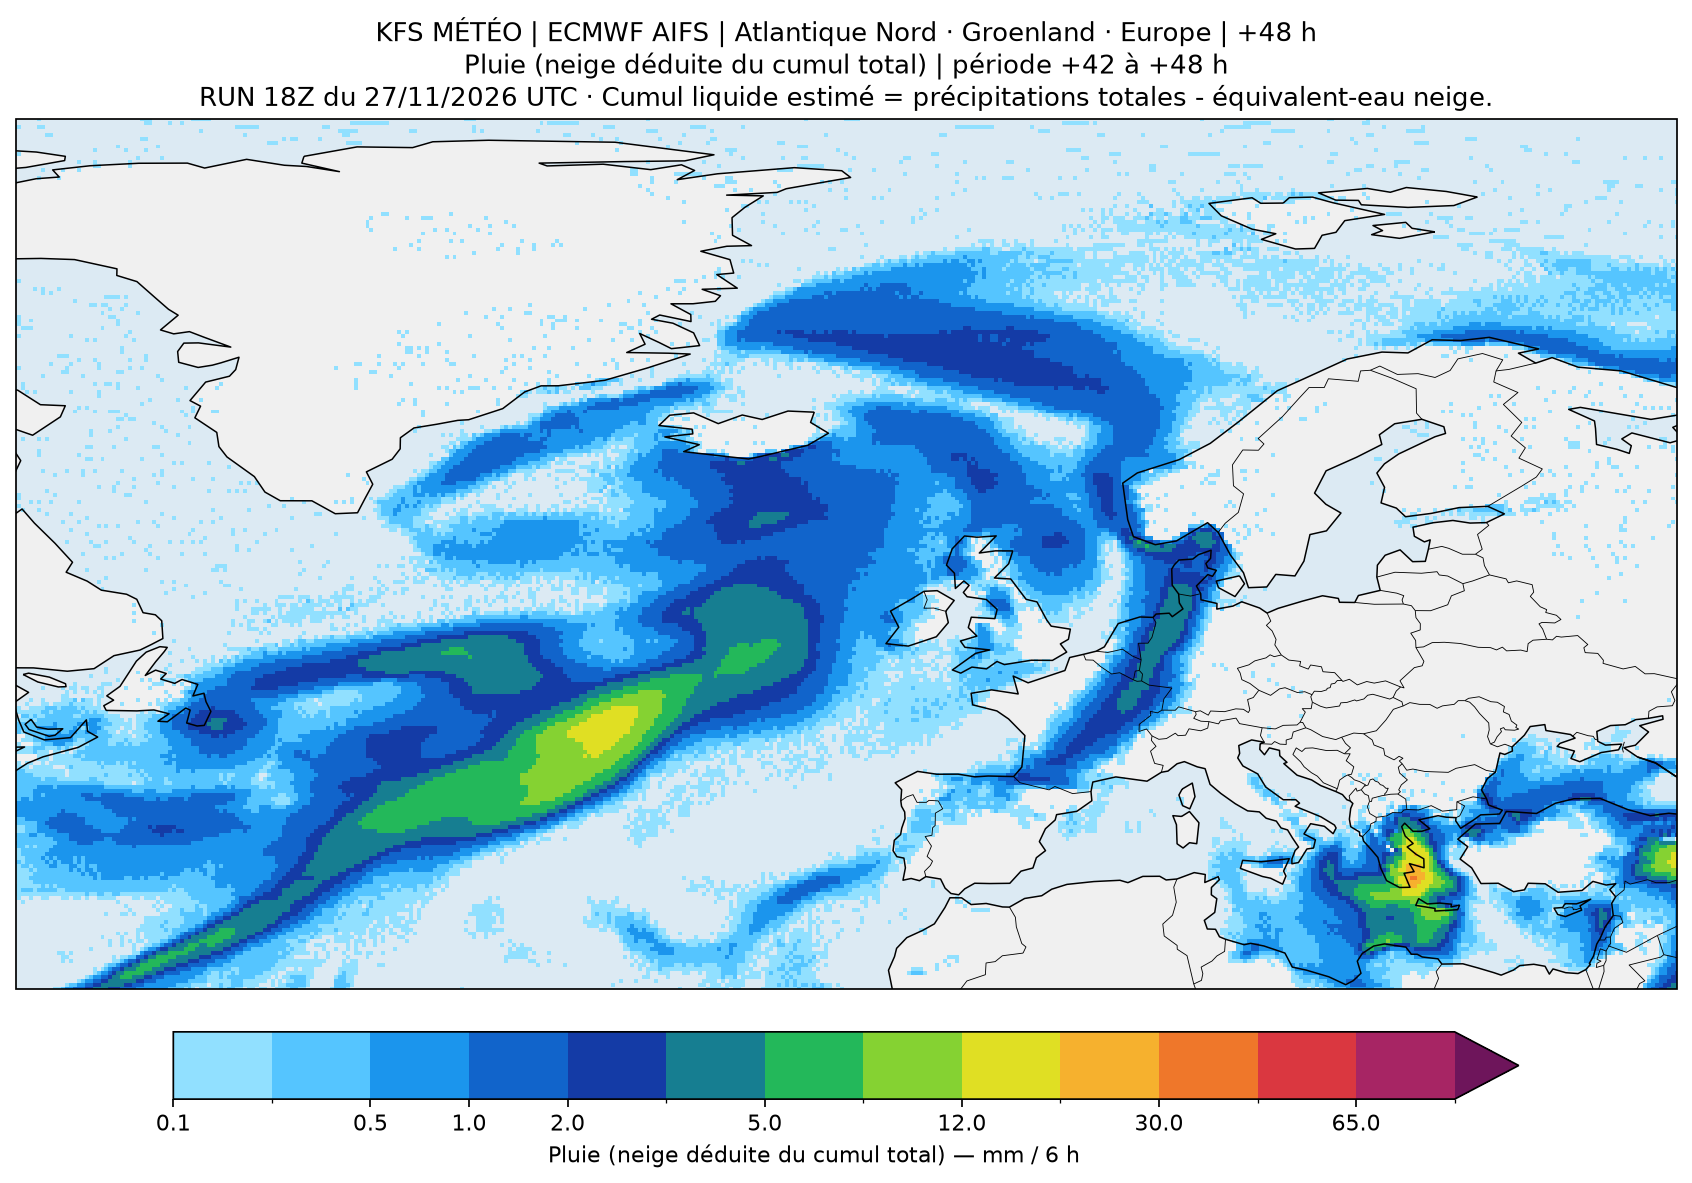 KFS MÉTÉO | ECMWF AIFS | Atlantique Nord · Groenland · Europe | +48 h
Pluie (neige déduite du cumul total) | période +42 à +48 h
RUN 18Z du 27/11/2026 UTC · Cumul liquide estimé = précipitations totales - équivalent-eau neige.
0.1 0.5 1.0 2.0 5.0 12.0 30.0 65.0
Pluie (neige déduite du cumul total) — mm / 6 h